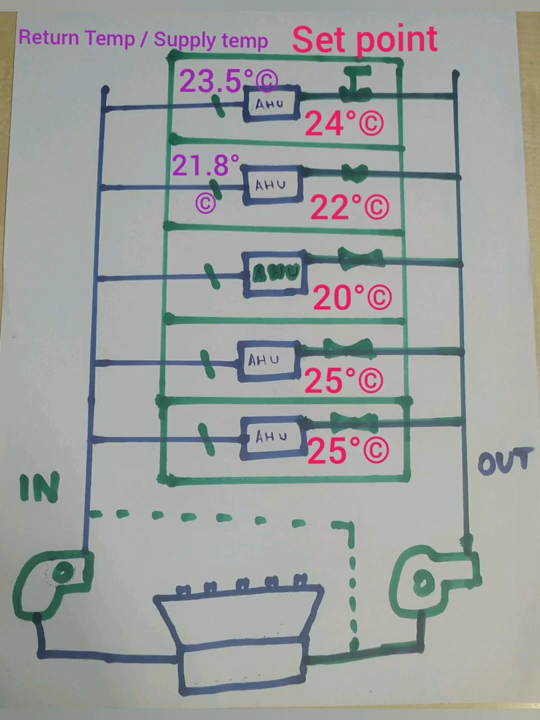 Return Temp / Supply temp
Set point
23.5°©
AHU
24°©
21.8°
©
AHU
22°©
AHU
20°©
AHU
25°©
AHU
25°©
IN
OUT